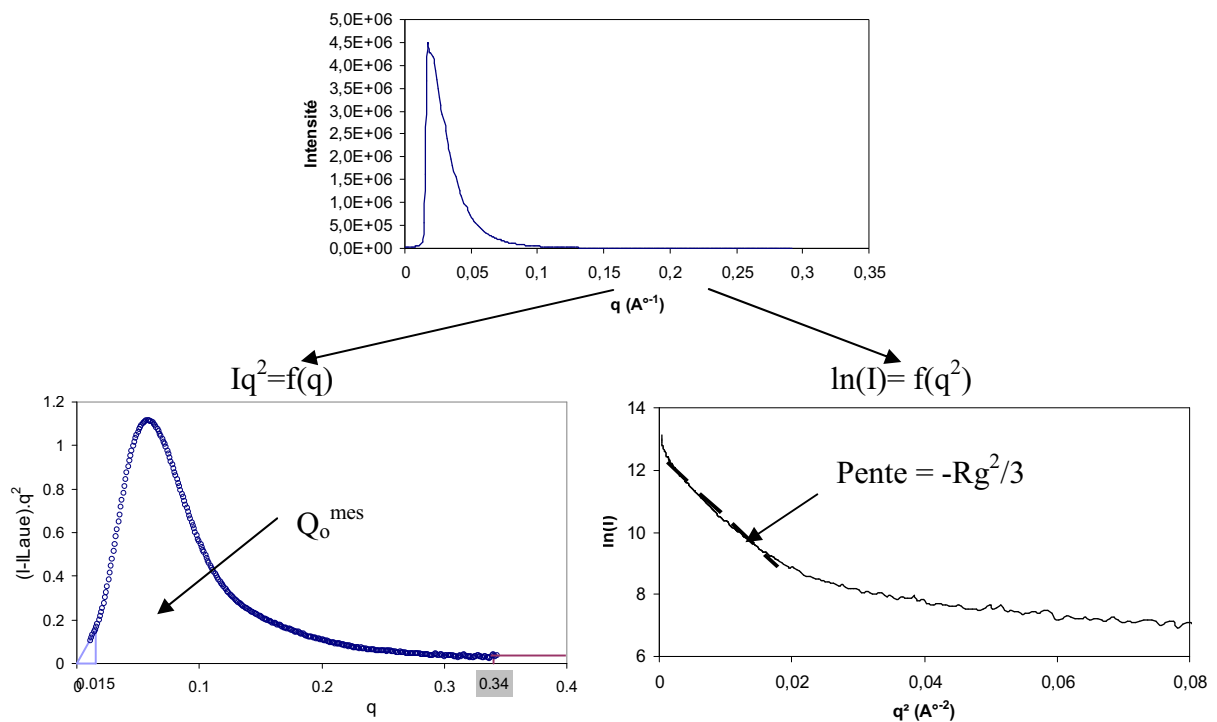 5,0E+06
4,5E+06
4,0E+06
3,5E+06
3,0E+06
2,5E+06
2,0E+06
1,5E+06
1,0E+06
5,0E+05
0,0E+00
Intensité
0 0,05 0,1 0,15 0,2 0,25 0,3 0,35
q (A°⁻¹)
Iq²=f(q)
ln(I)= f(q²)
1.2
1
0.8
0.6
0.4
0.2
0
(I-ILaue).q²
Qₒᵐᵉˢ
0 0.015 0.1 0.2 0.3 0.34 0.4
q
14
12
10
8
6
ln(I)
Pente = -Rg²/3
0 0,02 0,04 0,06 0,08
q² (A°⁻²)